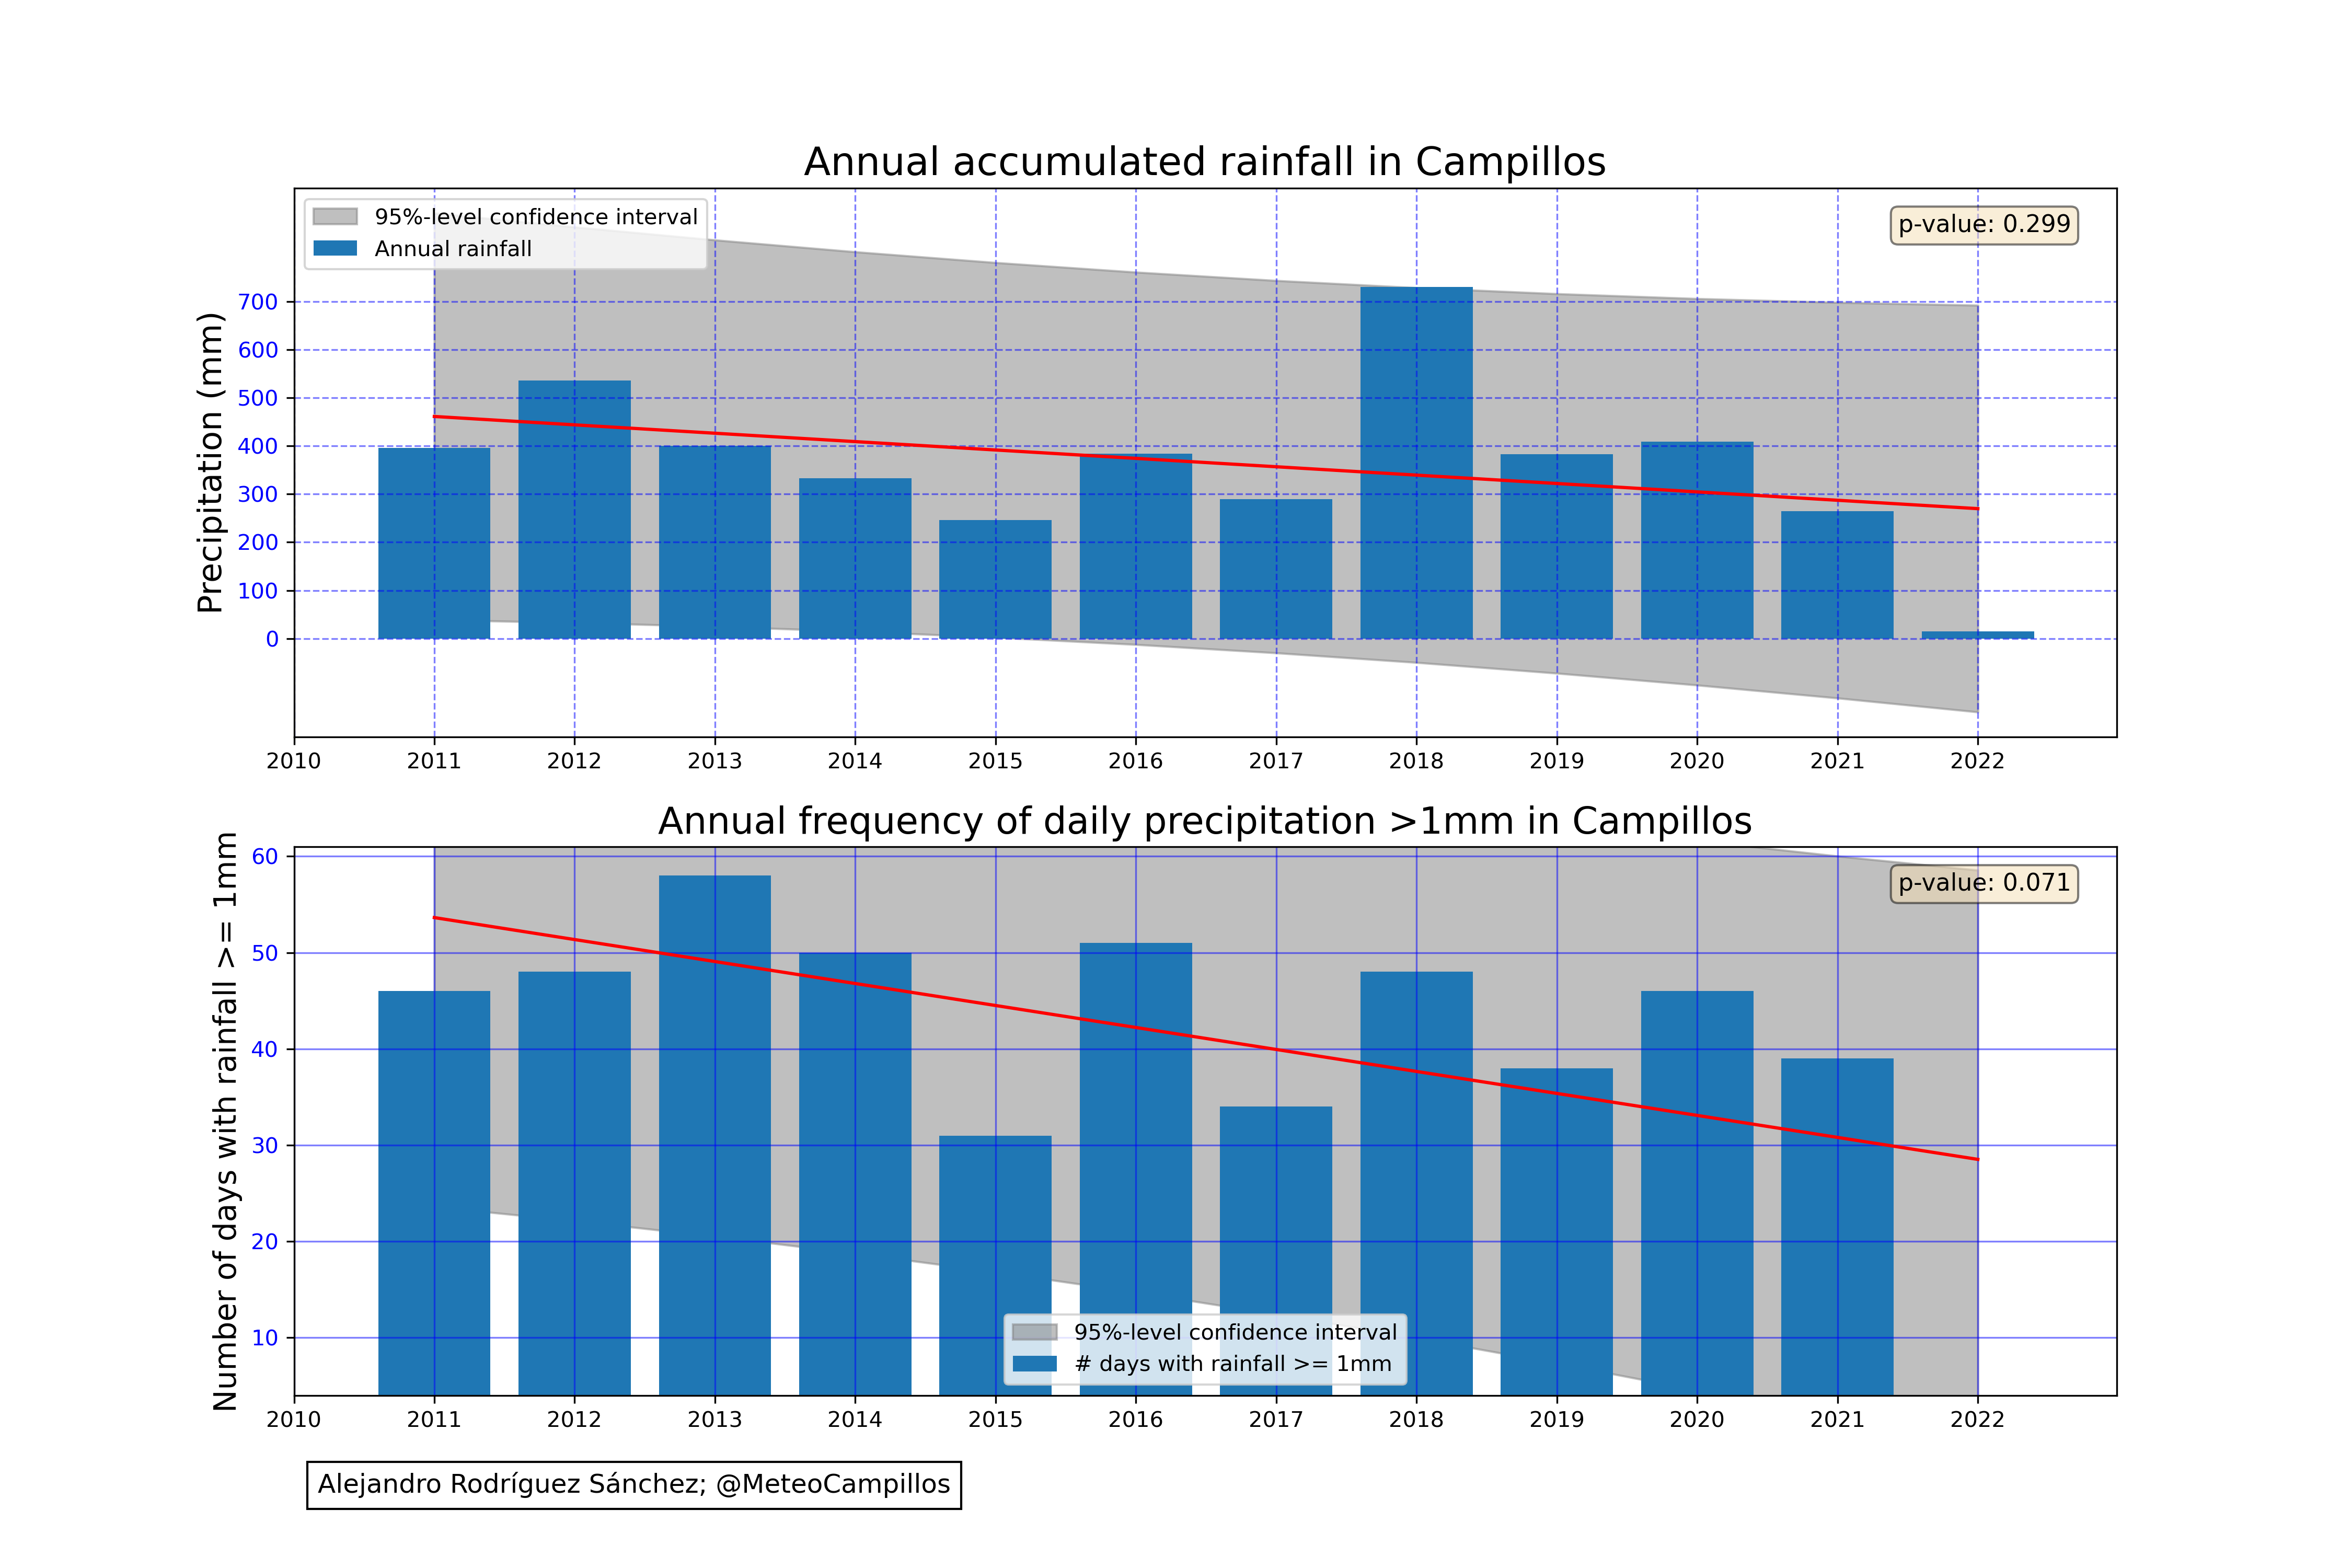 Annual accumulated rainfall in Campillos
95%-level confidence interval
Annual rainfall
p-value: 0.299
Precipitation (mm)
700
600
500
400
300
200
100
0
2010 2011 2012 2013 2014 2015 2016 2017 2018 2019 2020 2021 2022
Annual frequency of daily precipitation >1mm in Campillos
p-value: 0.071
Number of days with rainfall >= 1mm
60
50
40
30
20
10
95%-level confidence interval
# days with rainfall >= 1mm
2010 2011 2012 2013 2014 2015 2016 2017 2018 2019 2020 2021 2022
Alejandro Rodríguez Sánchez; @MeteoCampillos